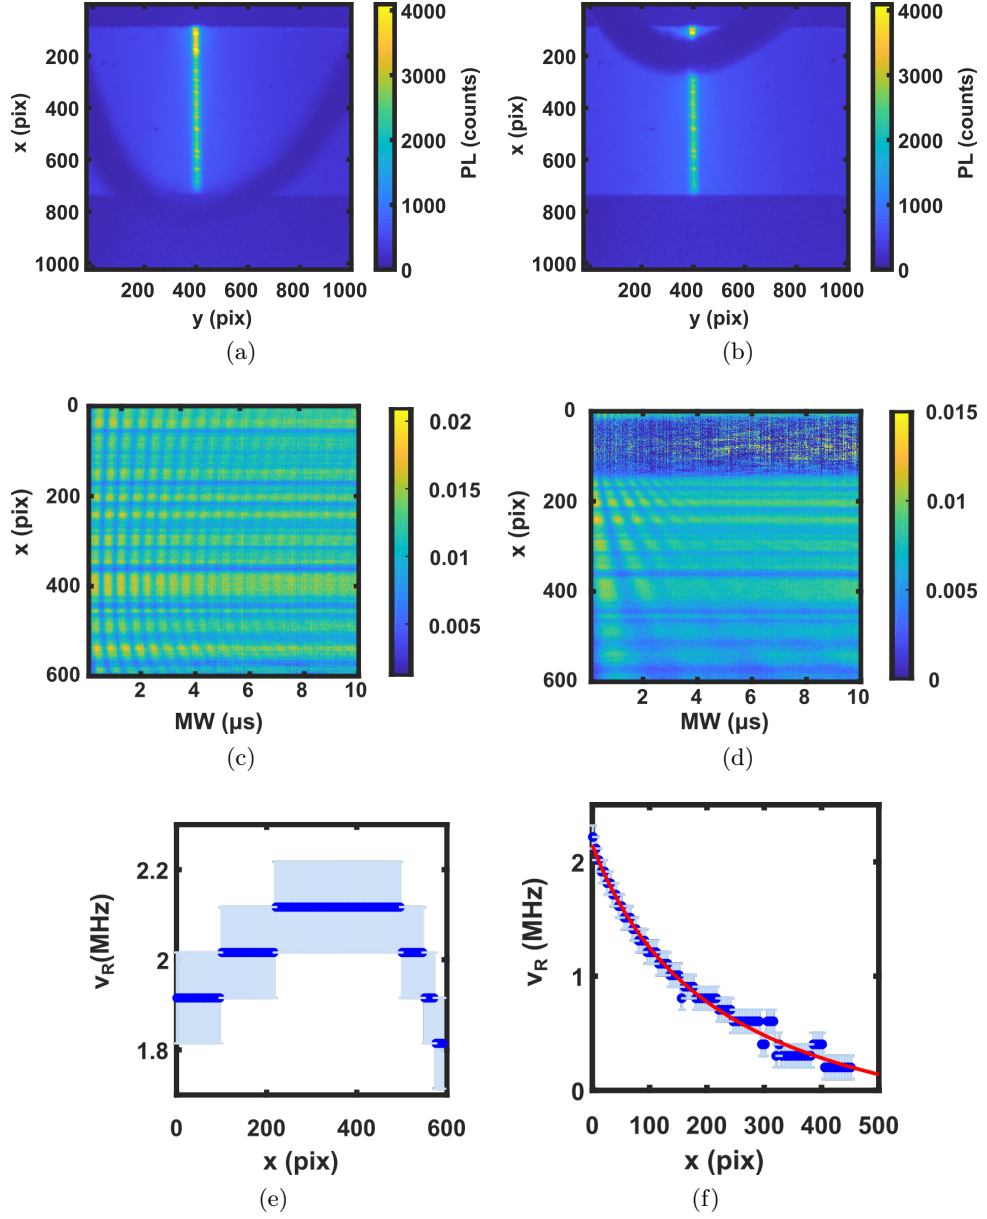 4000
3000
2000
1000
0
PL (counts)
200
400
600
800
1000
x (pix)
200 400 600 800 1000
y (pix)
(a)
4000
3000
2000
1000
0
PL (counts)
200
400
600
800
1000
x (pix)
200 400 600 800 1000
y (pix)
(b)
0
200
400
600
x (pix)
2 4 6 8 10
MW (µs)
0.02
0.015
0.01
0.005
(c)
0
200
400
600
x (pix)
2 4 6 8 10
MW (µs)
0.015
0.01
0.005
0
(d)
2.2
2
1.8
v_R(MHz)
0 200 400 600
x (pix)
(e)
2
1
0
v_R (MHz)
0 100 200 300 400 500
x (pix)
(f)